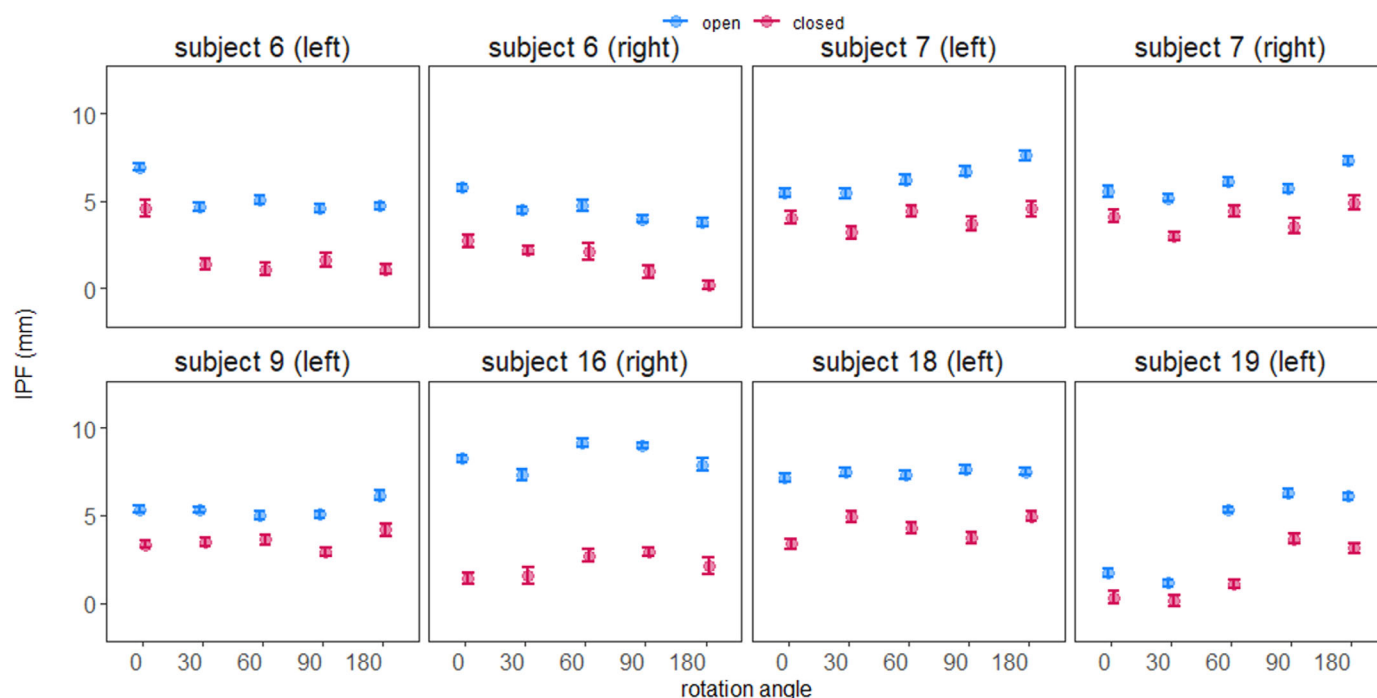 open closed
subject 6 (left) subject 6 (right) subject 7 (left) subject 7 (right)
10
5
0
IPF (mm)
subject 9 (left) subject 16 (right) subject 18 (left) subject 19 (left)
10
5
0
0 30 60 90 180 0 30 60 90 180 0 30 60 90 180 0 30 60 90 180
rotation angle